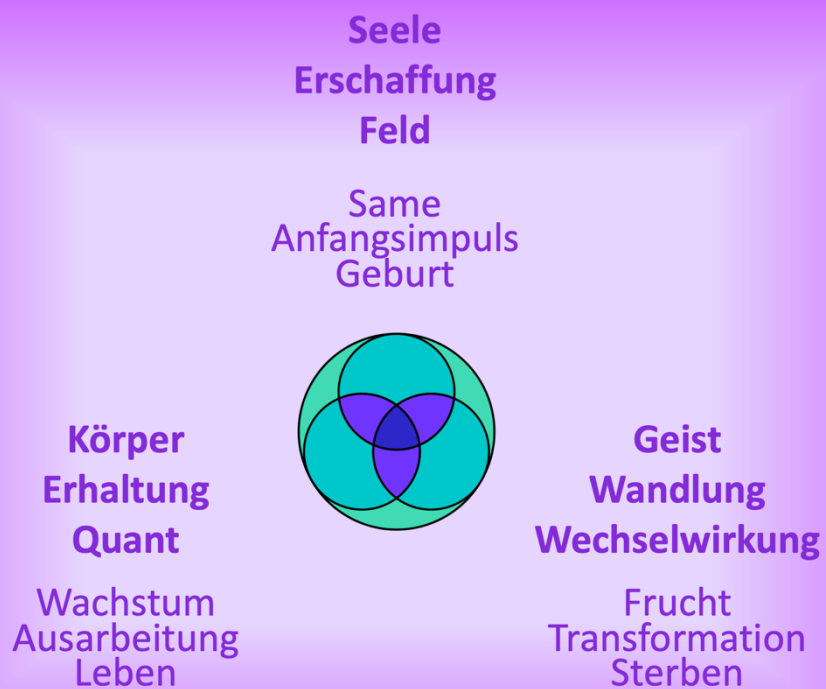 Seele
Erschaffung
Feld
Same
Anfangsimpuls
Geburt
Körper
Erhaltung
Quant
Wachstum
Ausarbeitung
Leben
Geist
Wandlung
Wechselwirkung
Frucht
Transformation
Sterben